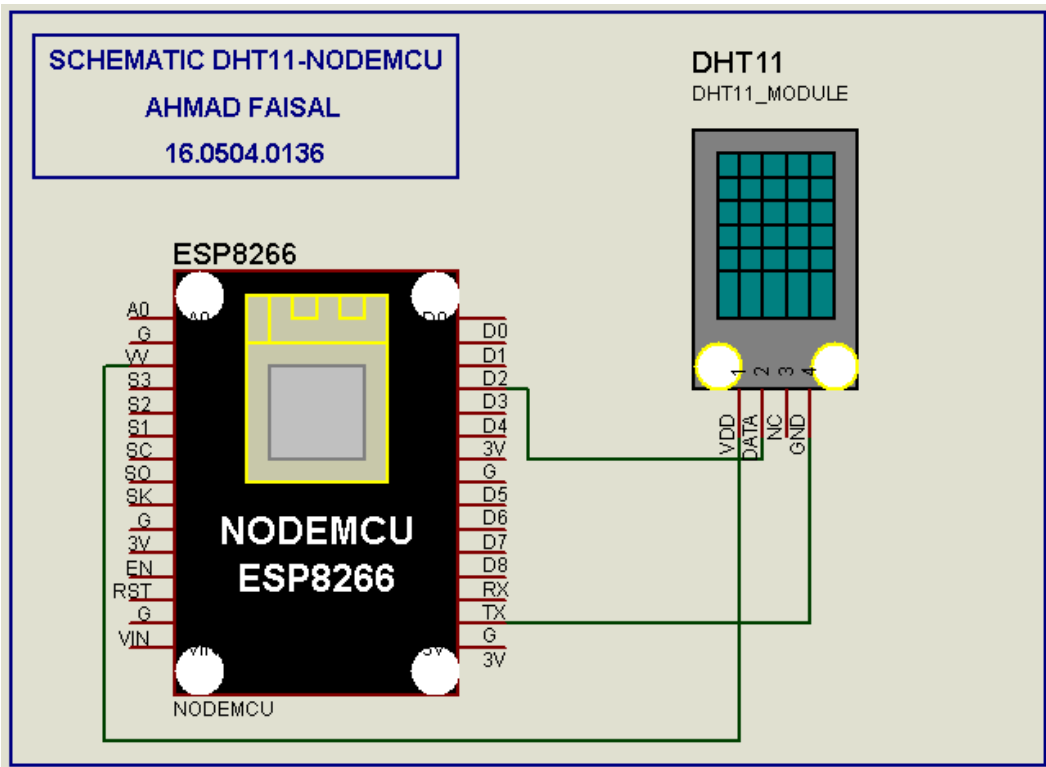 SCHEMATIC DHT11-NODEMCU
AHMAD FAISAL
16.0504.0136
DHT11
DHT11_MODULE
1
2
3
4
VDD
DATA
NC
GND
ESP8266
A0
G
VV
S3
S2
S1
SC
SO
SK
G
3V
EN
RST
G
VIN
D0
D1
D2
D3
D4
3V
G
D5
D6
D7
D8
RX
TX
G
3V
NODEMCU
ESP8266
NODEMCU